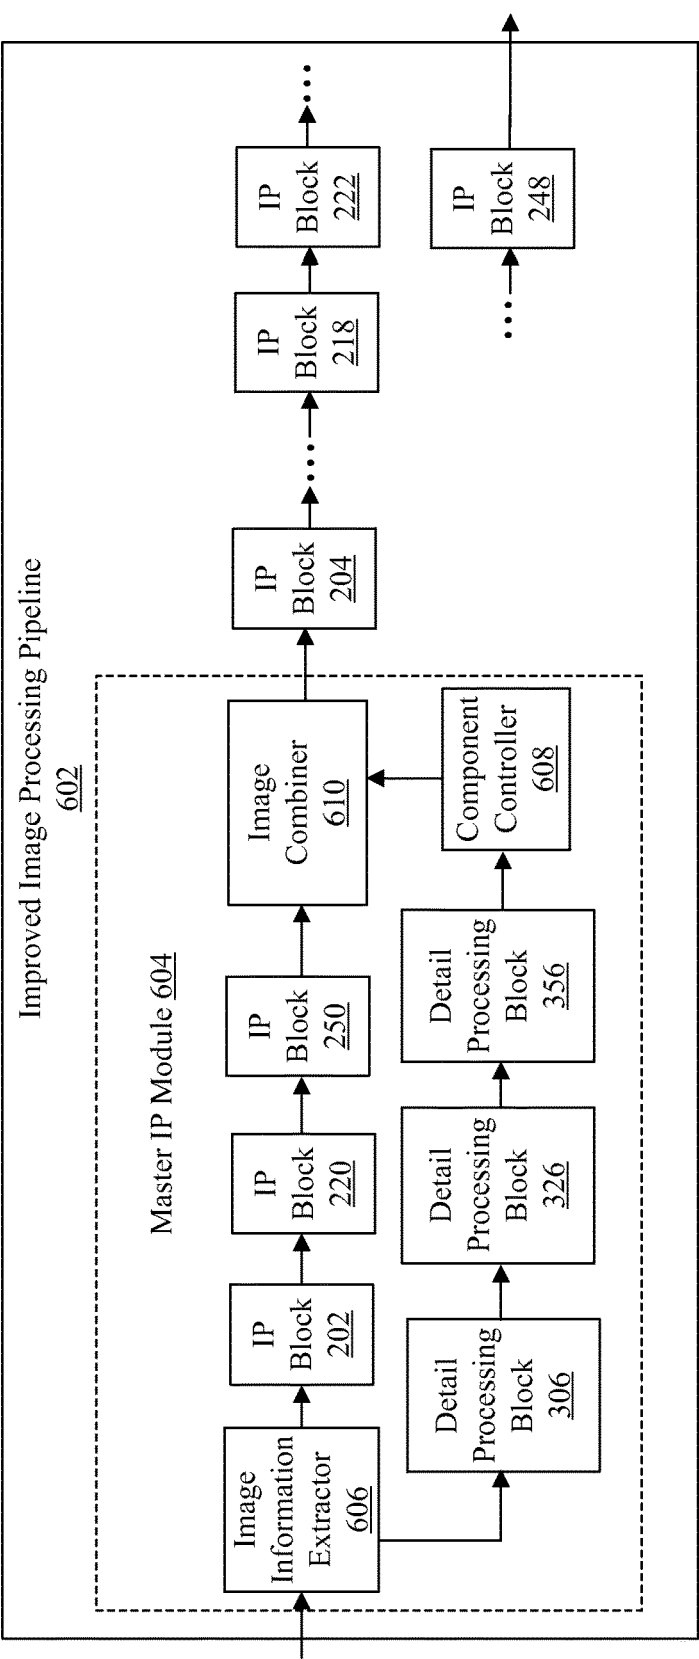 Improved Image Processing Pipeline
602
Master IP Module 604
Image
Information
Extractor
606
IP
Block
202
IP
Block
220
IP
Block
250
Image
Combiner
610
IP
Block
204
....
IP
Block
218
IP
Block
222
....
Detail
Processing
Block
306
Detail
Processing
Block
326
Detail
Processing
Block
356
Component
Controller
608
....
IP
Block
248